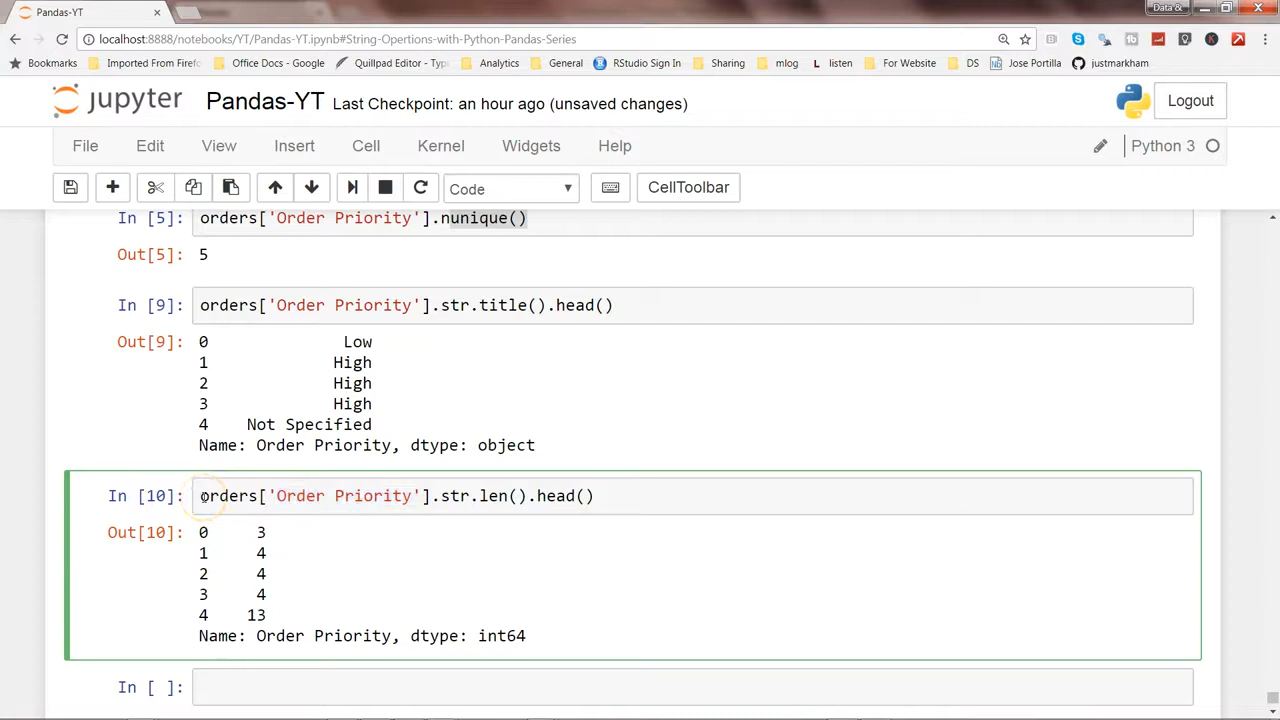 Pandas-YT
Data &
localhost:8888/notebooks/YT/Pandas-YT.ipynb#String-Opertions-with-Python-Pandas-Series
Bookmarks Imported From Firef Office Docs - Google Quillpad Editor - Type Analytics General RStudio Sign In Sharing mlog listen For Website DS Jose Portilla justmarkham
jupyter Pandas-YT Last Checkpoint: an hour ago (unsaved changes) Logout
File Edit View Insert Cell Kernel Widgets Help Python 3
Code CellToolbar
In [5]: orders['Order Priority'].nunique()
Out[5]: 5
In [9]: orders['Order Priority'].str.title().head()
Out[9]: 0 Low
1 High
2 High
3 High
4 Not Specified
Name: Order Priority, dtype: object
In [10]: orders['Order Priority'].str.len().head()
Out[10]: 0 3
1 4
2 4
3 4
4 13
Name: Order Priority, dtype: int64
In [ ]: